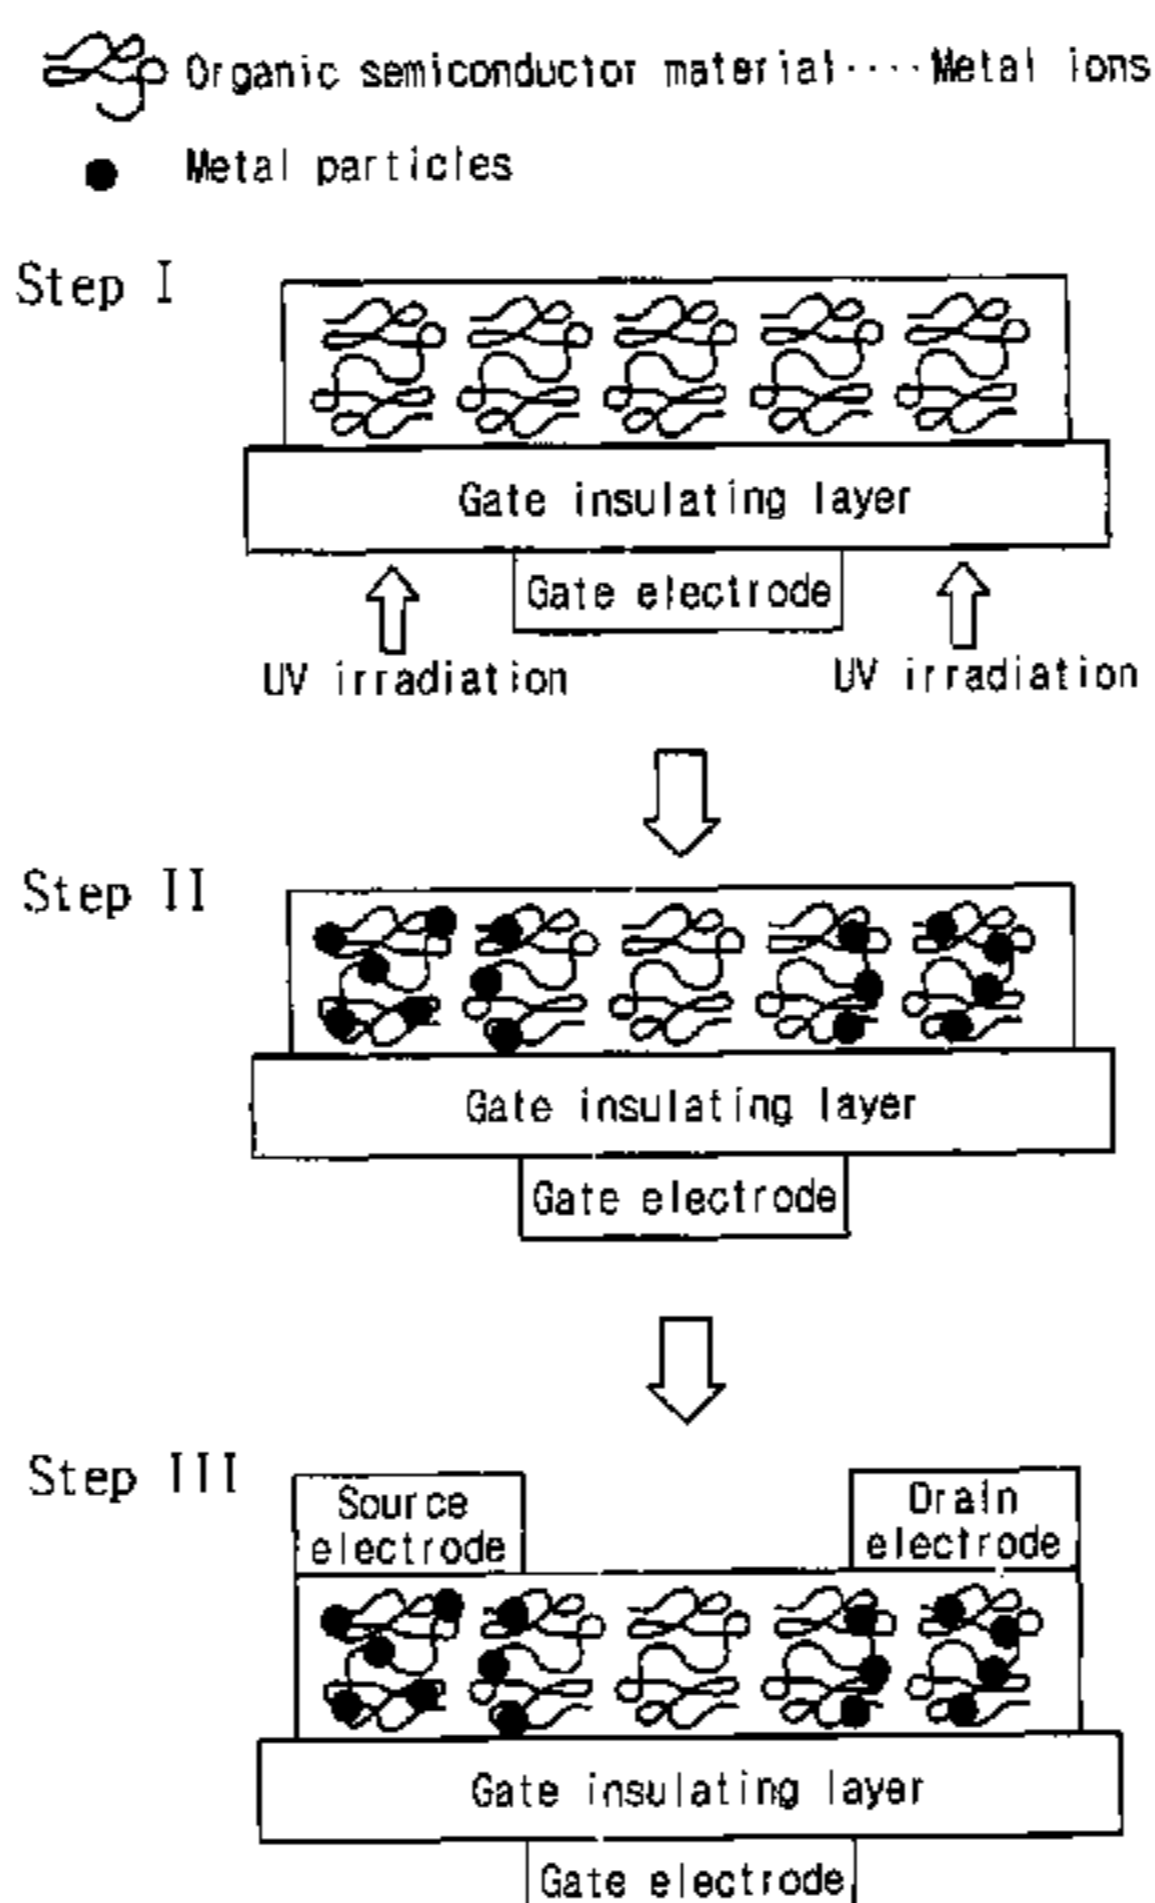 Organic semiconductor material····Metal ions
Metal particles
Step I
Gate insulating layer
Gate electrode
UV irradiation
UV irradiation
Step II
Gate insulating layer
Gate electrode
Step III
Source
electrode
Drain
electrode
Gate insulating layer
Gate electrode